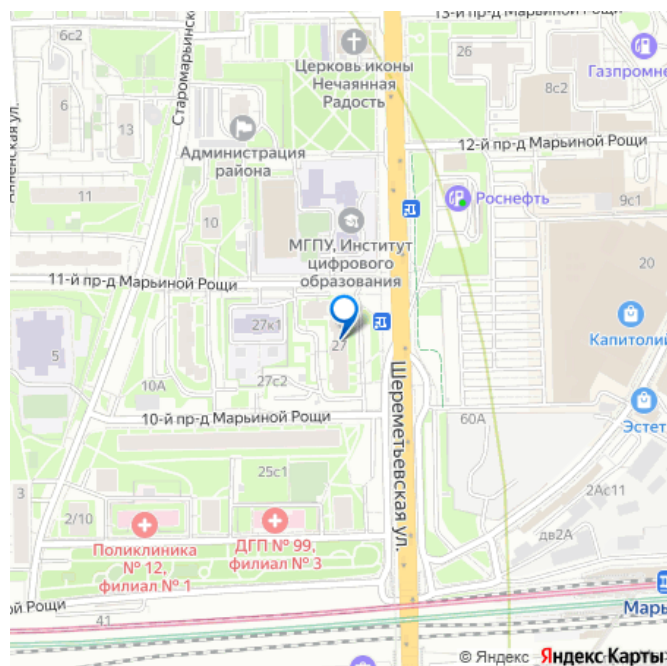 13-й пр-д Марьиной
6с2
26
Церковь иконы
Нечаянная
Радость
Газпромне
8с2
6
13
Старомарьинско
12-й пр-д Марьиной Рощи
Администрация
района
11
Роснефть
9с1
10
МГПУ, Институт
цифрового
образования
20
11-й пр-д Марьиной Рощи
27к1
Капитолий
27
5
10А
27с2
Шереметьевская ул.
Эстет
10-й пр-д Марьиной Рощи
60А
25с1
3
2Ас11
2/10
дв2А
Поликлиника
№ 12,
филиал № 1
ДГП № 99,
филиал № 3
ой Рощи
41
Марь
© Яндекс
Яндекс Карты